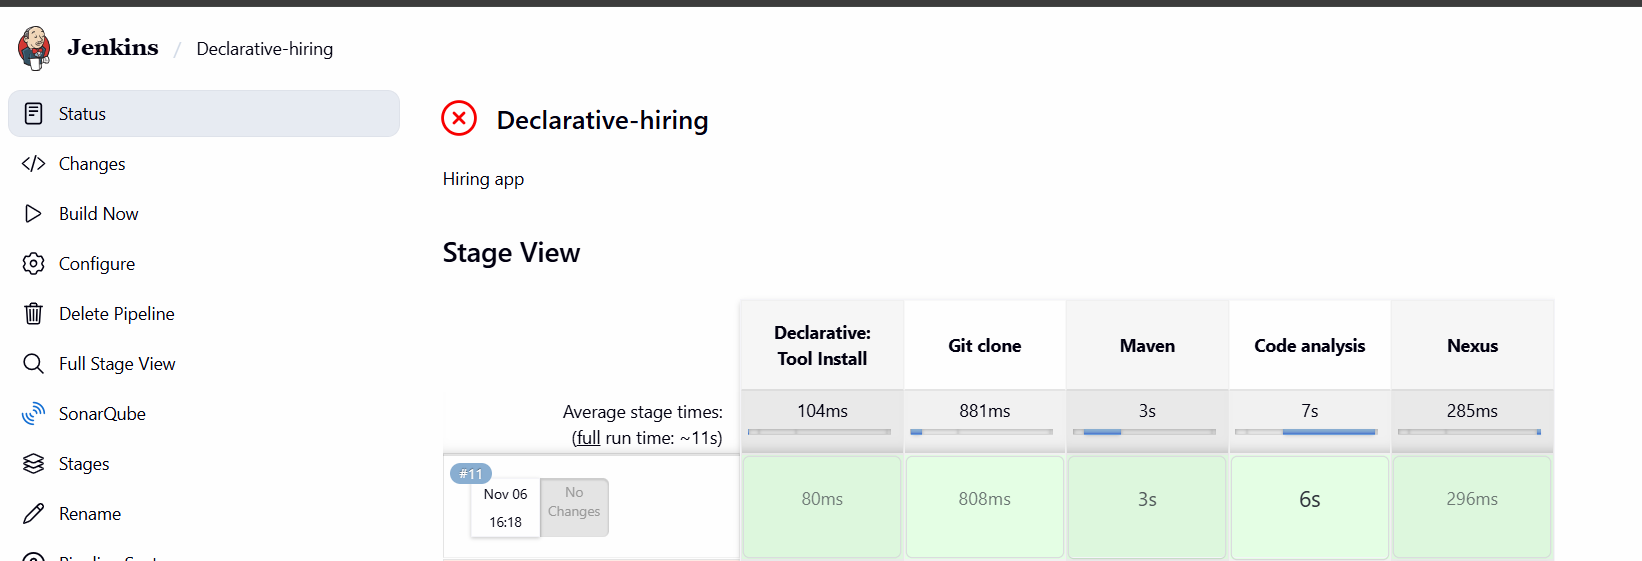 Jenkins / Declarative-hiring
Status
Changes
Build Now
Configure
Delete Pipeline
Full Stage View
SonarQube
Stages
Rename
Declarative-hiring
Hiring app
Stage View
Declarative:
Tool Install
Git clone
Maven
Code analysis
Nexus
Average stage times:
(full run time: ~11s)
104ms
881ms
3s
7s
285ms
#11
Nov 06
16:18
No
Changes
80ms
808ms
3s
6s
296ms